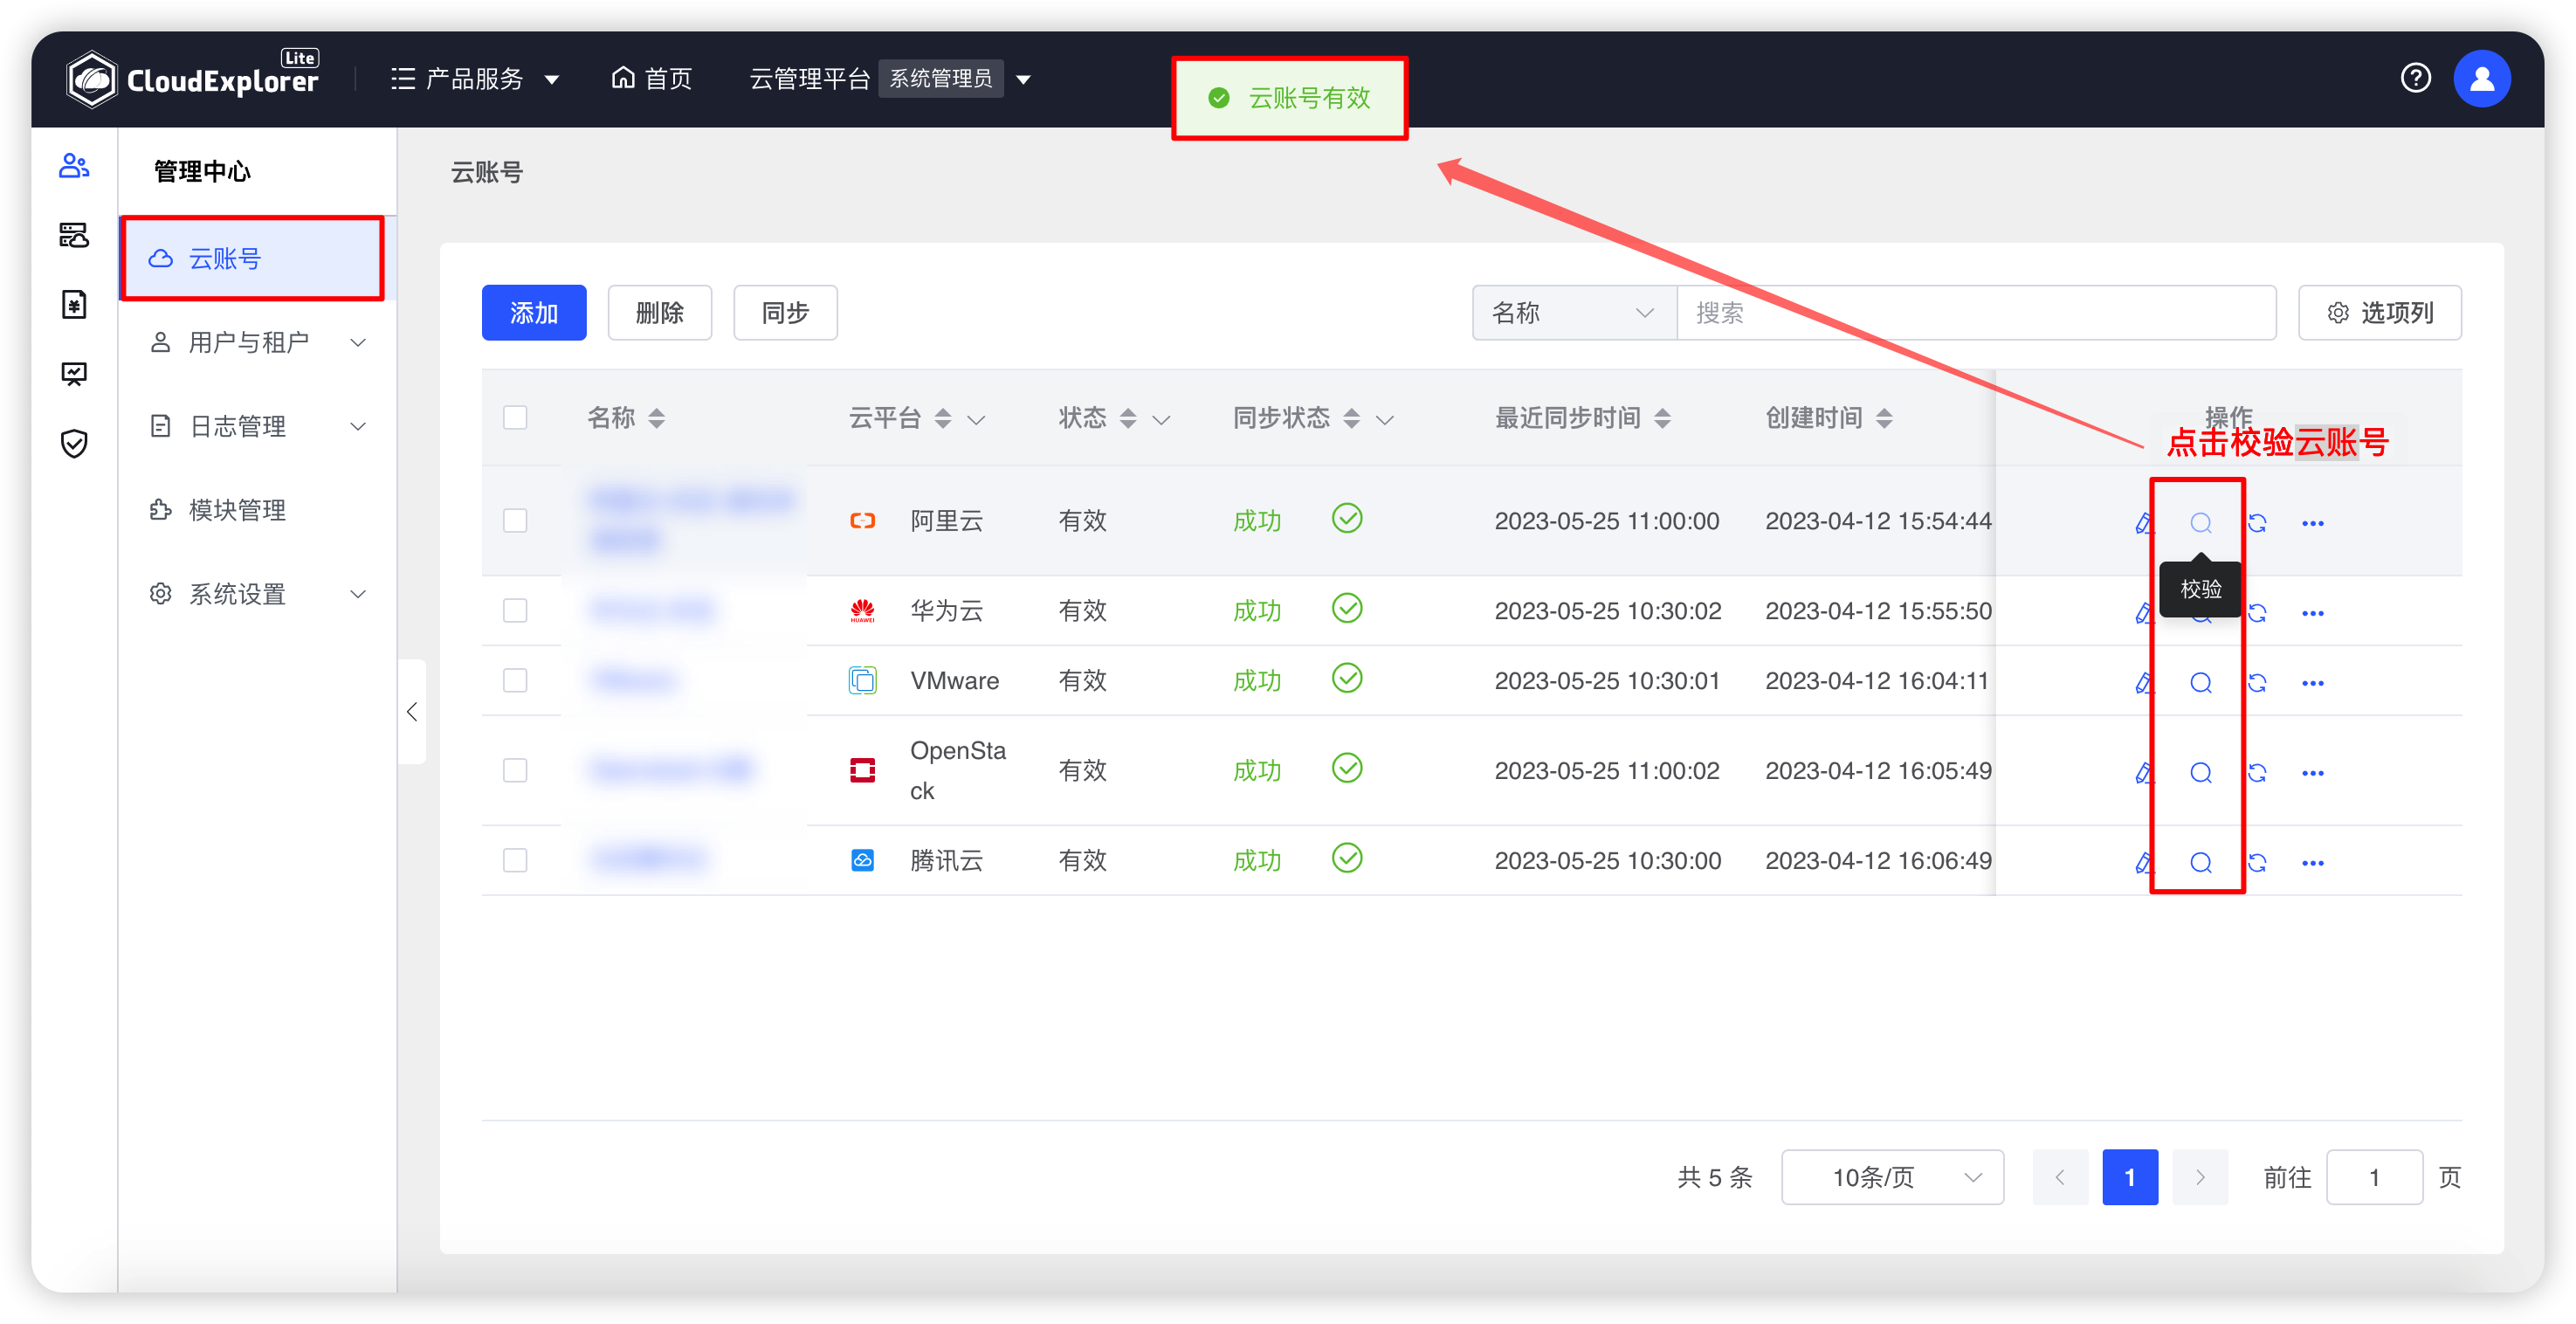 CloudExplorer Lite
产品服务
首页
云管理平台 系统管理员
云账号有效
管理中心
云账号
用户与租户
日志管理
模块管理
系统设置
云账号
添加 删除 同步
名称 搜索
选项列
名称 云平台 状态 同步状态 最近同步时间 创建时间 操作
点击校验云账号
阿里云 有效 成功 2023-05-25 11:00:00 2023-04-12 15:54:44
校验
华为云 有效 成功 2023-05-25 10:30:02 2023-04-12 15:55:50
HUAWEI
VMware 有效 成功 2023-05-25 10:30:01 2023-04-12 16:04:11
OpenSta
ck
有效 成功 2023-05-25 11:00:02 2023-04-12 16:05:49
腾讯云 有效 成功 2023-05-25 10:30:00 2023-04-12 16:06:49
共 5 条 10条/页 1 前往 1 页